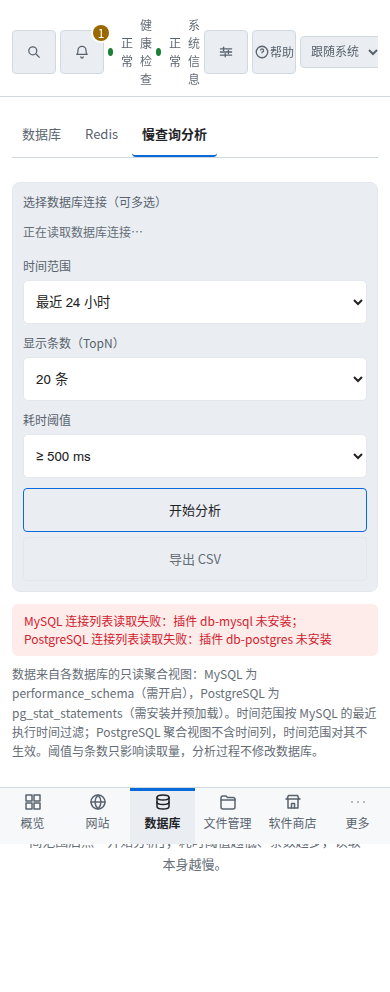 1
正常
健康检查
正常
系统信息
帮助
跟随系统
数据库
Redis
慢查询分析
选择数据库连接（可多选）
正在读取数据库连接…
时间范围
最近 24 小时
显示条数（TopN）
20 条
耗时阈值
≥ 500 ms
开始分析
导出 CSV
MySQL 连接列表读取失败：插件 db-mysql 未安装；
PostgreSQL 连接列表读取失败：插件 db-postgres 未安装
数据来自各数据库的只读聚合视图：MySQL 为
performance_schema（需开启），PostgreSQL 为
pg_stat_statements（需安装并预加载）。时间范围按 MySQL 的最近
执行时间过滤；PostgreSQL 聚合视图不含时间列，时间范围对其不
生效。阈值与条数只影响读取量，分析过程不修改数据库。
概览
网站
数据库
文件管理
软件商店
更多
本身越慢。